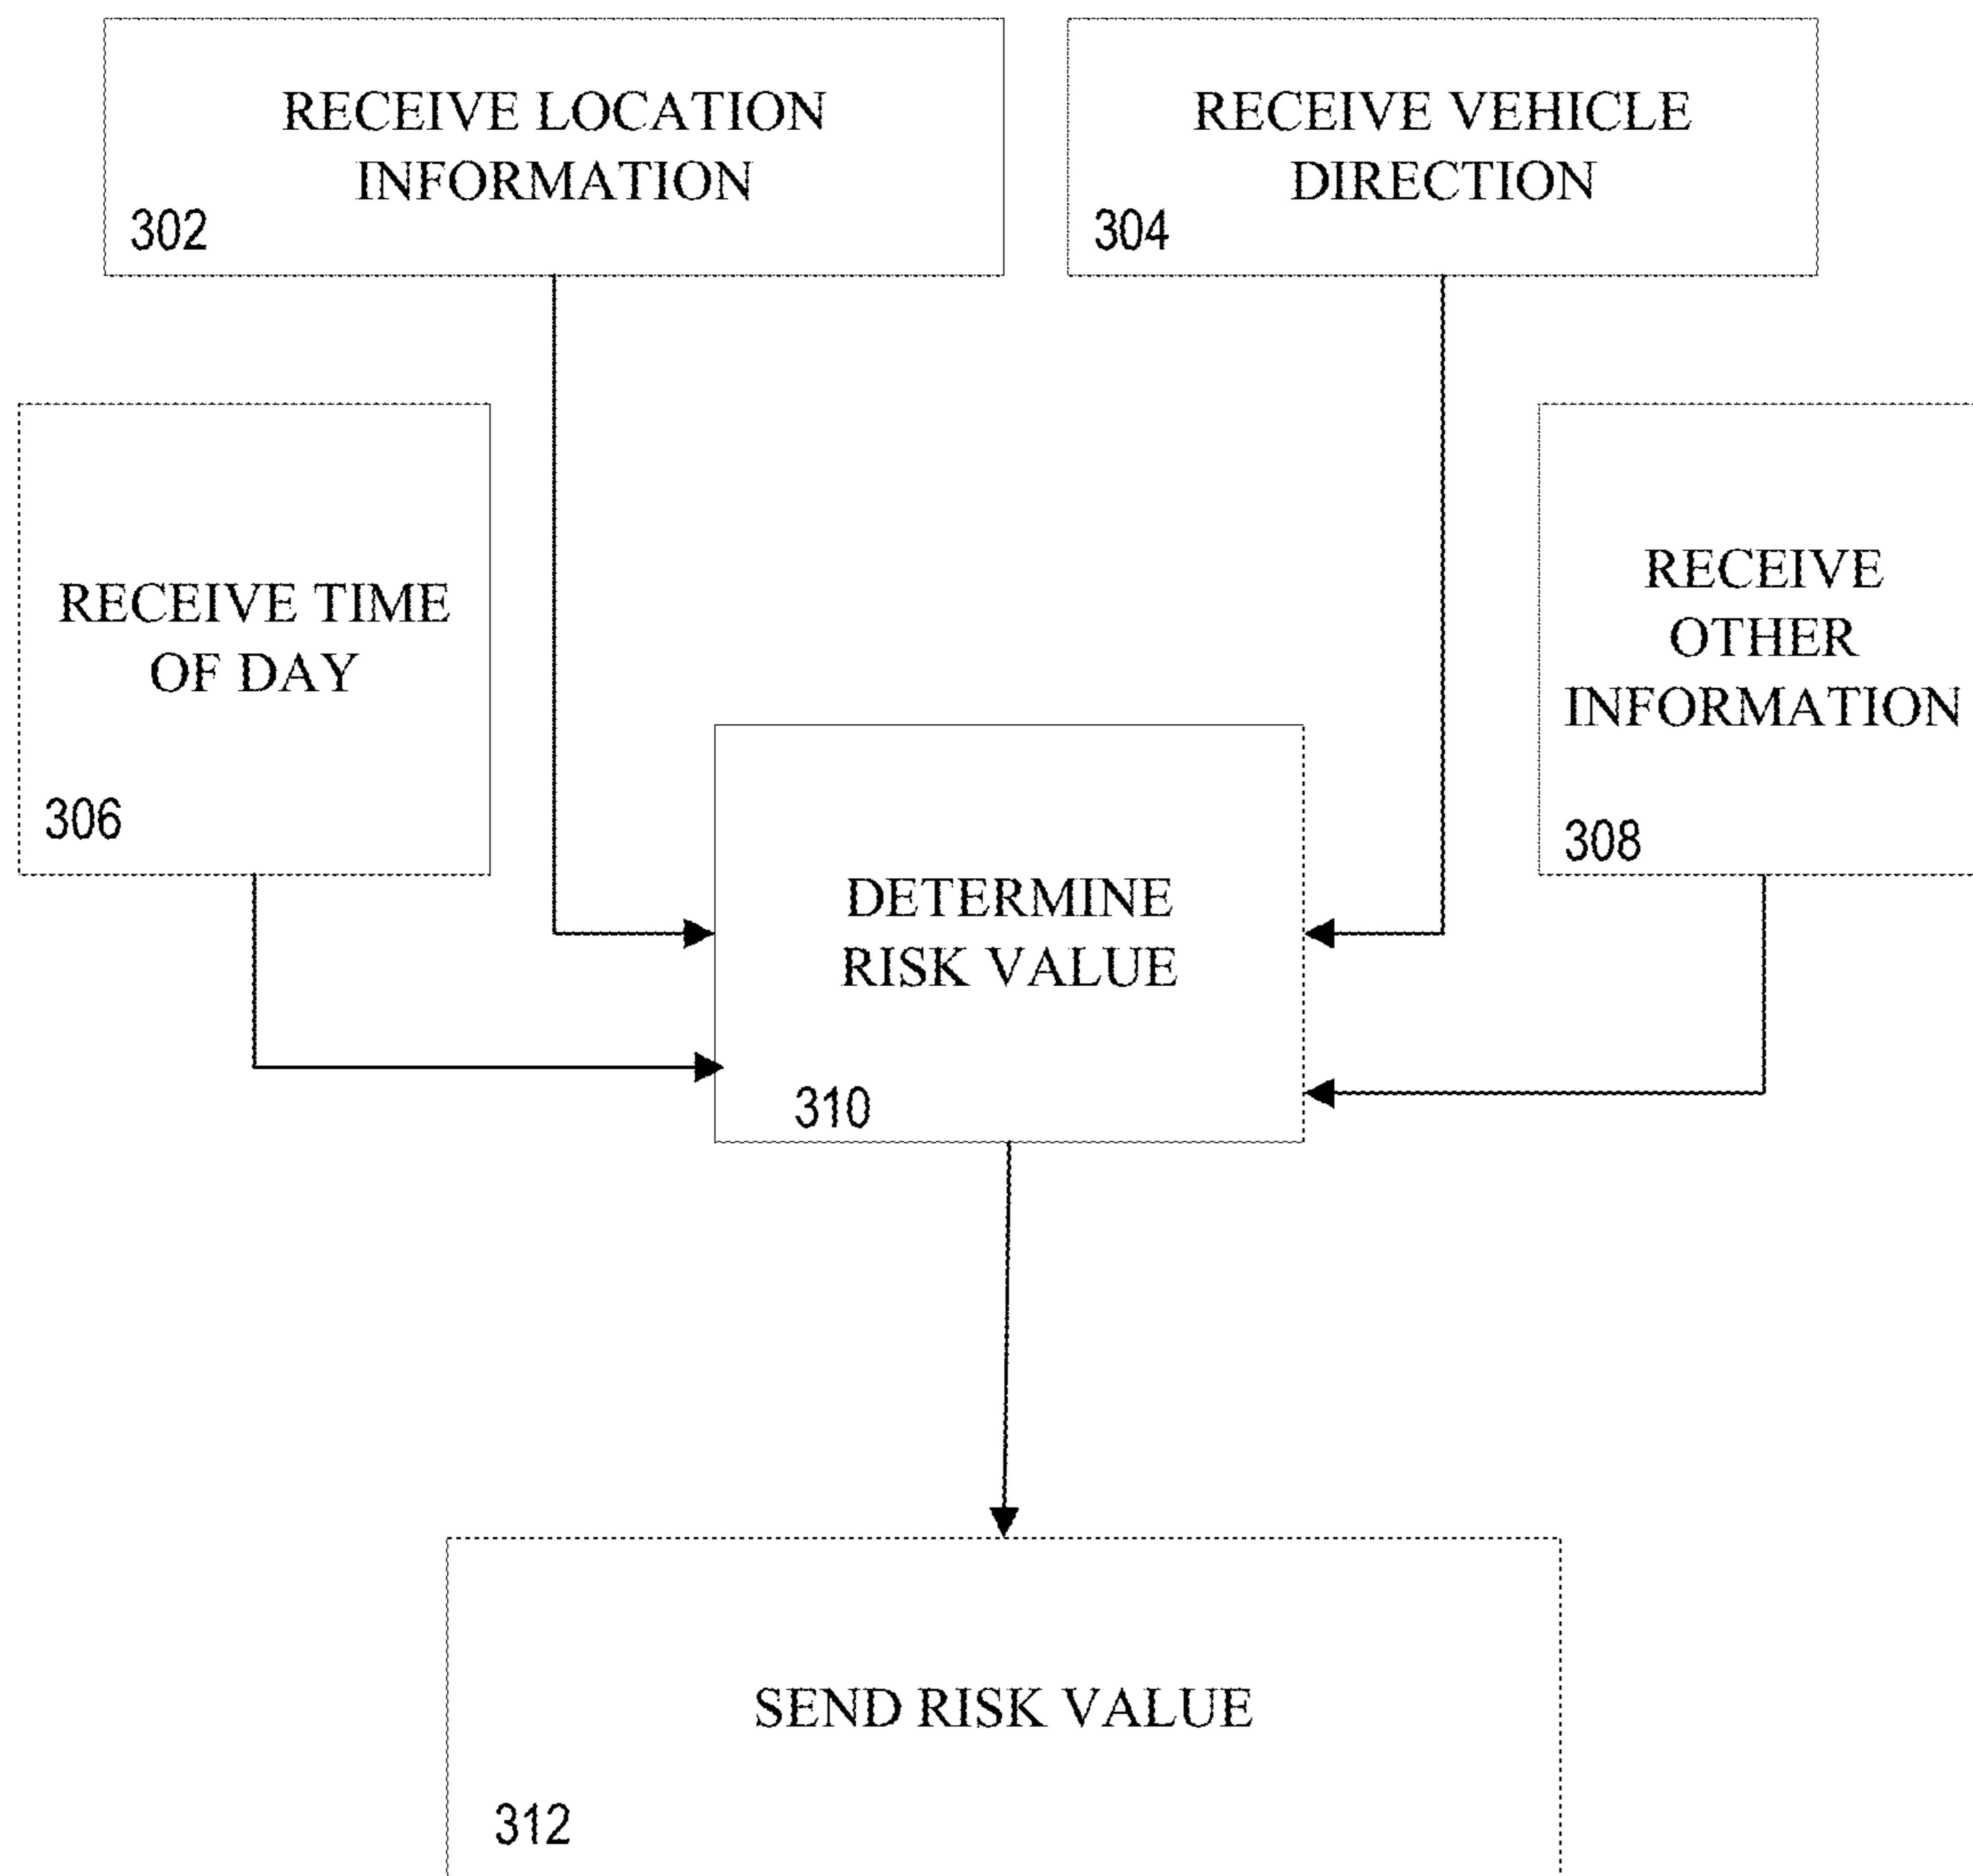 RECEIVE LOCATION
INFORMATION
302
RECEIVE VEHICLE
DIRECTION
304
RECEIVE TIME
OF DAY
306
RECEIVE
OTHER
INFORMATION
308
DETERMINE
RISK VALUE
310
SEND RISK VALUE
312